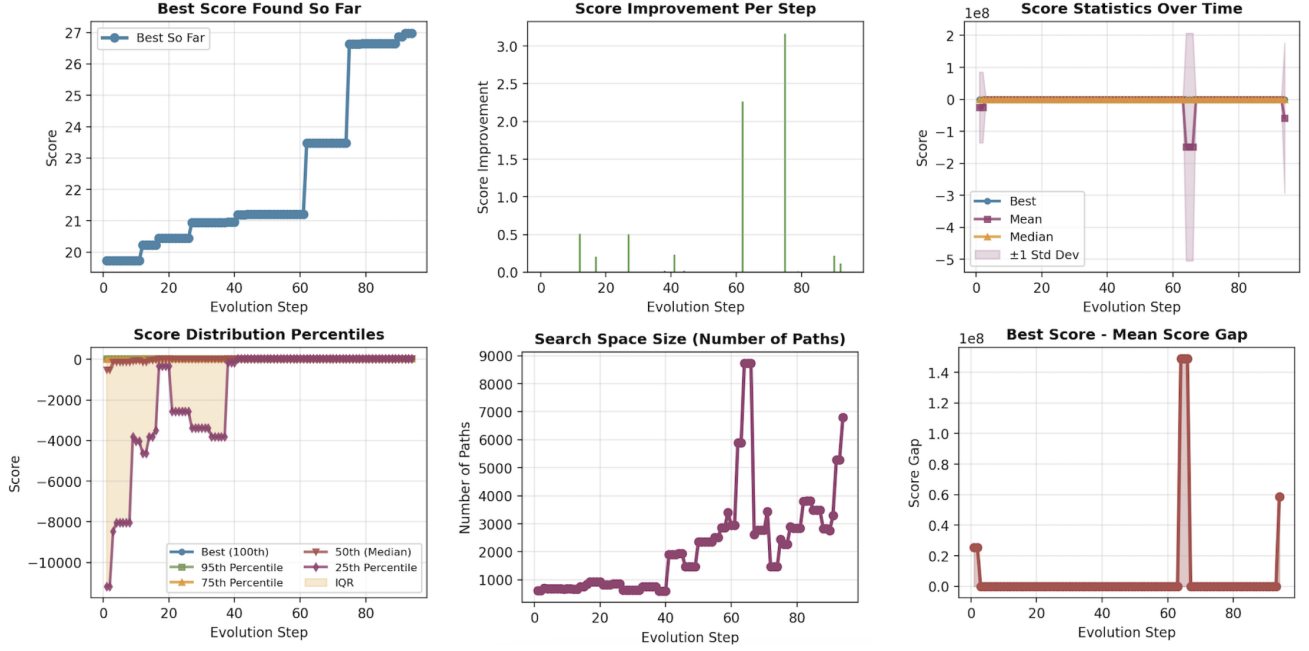 Best Score Found So Far
27
26
25
24
23
22
21
20
Score
Best So Far
0 20 40 60 80
Evolution Step
Score Improvement Per Step
3.0
2.5
2.0
1.5
1.0
0.5
0.0
Score Improvement
0 20 40 60 80
Evolution Step
Score Statistics Over Time
1e8
2
1
0
−1
−2
−3
−4
−5
Score
Best
Mean
Median
±1 Std Dev
0 20 40 60 80
Evolution Step
Score Distribution Percentiles
0
−2000
−4000
−6000
−8000
−10000
Score
Best (100th)
95th Percentile
75th Percentile
50th (Median)
25th Percentile
IQR
0 20 40 60 80
Evolution Step
Search Space Size (Number of Paths)
9000
8000
7000
6000
5000
4000
3000
2000
1000
Number of Paths
0 20 40 60 80
Evolution Step
Best Score - Mean Score Gap
1e8
1.4
1.2
1.0
0.8
0.6
0.4
0.2
0.0
Score Gap
0 20 40 60 80
Evolution Step